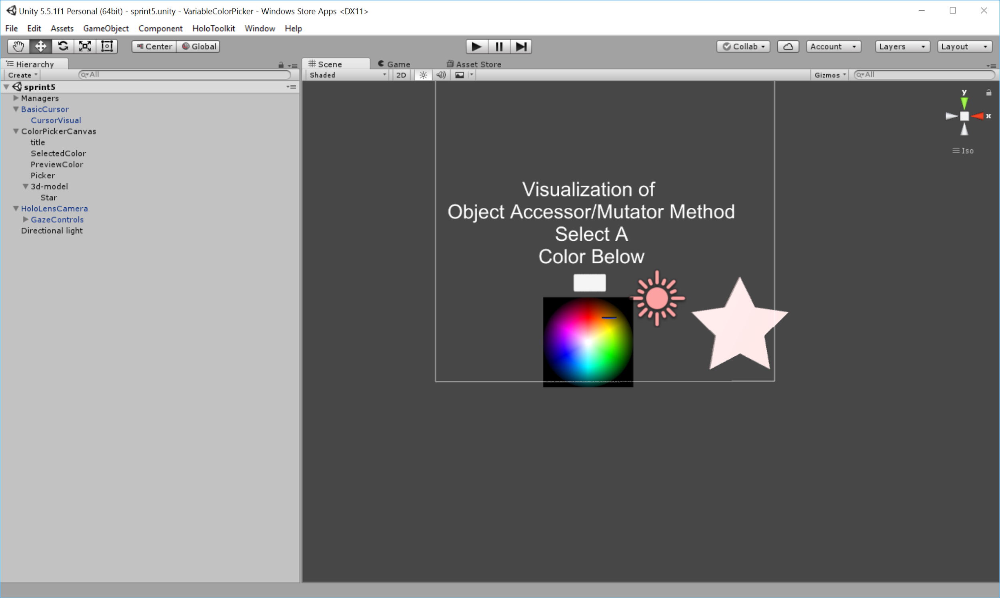 Unity 5.5.1f1 Personal (64bit) - sprint5.unity - VariableColorPicker - Windows Store Apps <DX11>
File Edit Assets GameObject Component HoloToolkit Window Help
Center Global Collab Account Layers Layout
Hierarchy
Create All
sprint5
Managers
BasicCursor
CursorVisual
ColorPickerCanvas
title
SelectedColor
PreviewColor
Picker
3d-model
Star
HoloLensCamera
GazeControls
Directional light
Scene Game Asset Store
Shaded 2D Gizmos All
y
x
Iso
Visualization of
Object Accessor/Mutator Method
Select A
Color Below